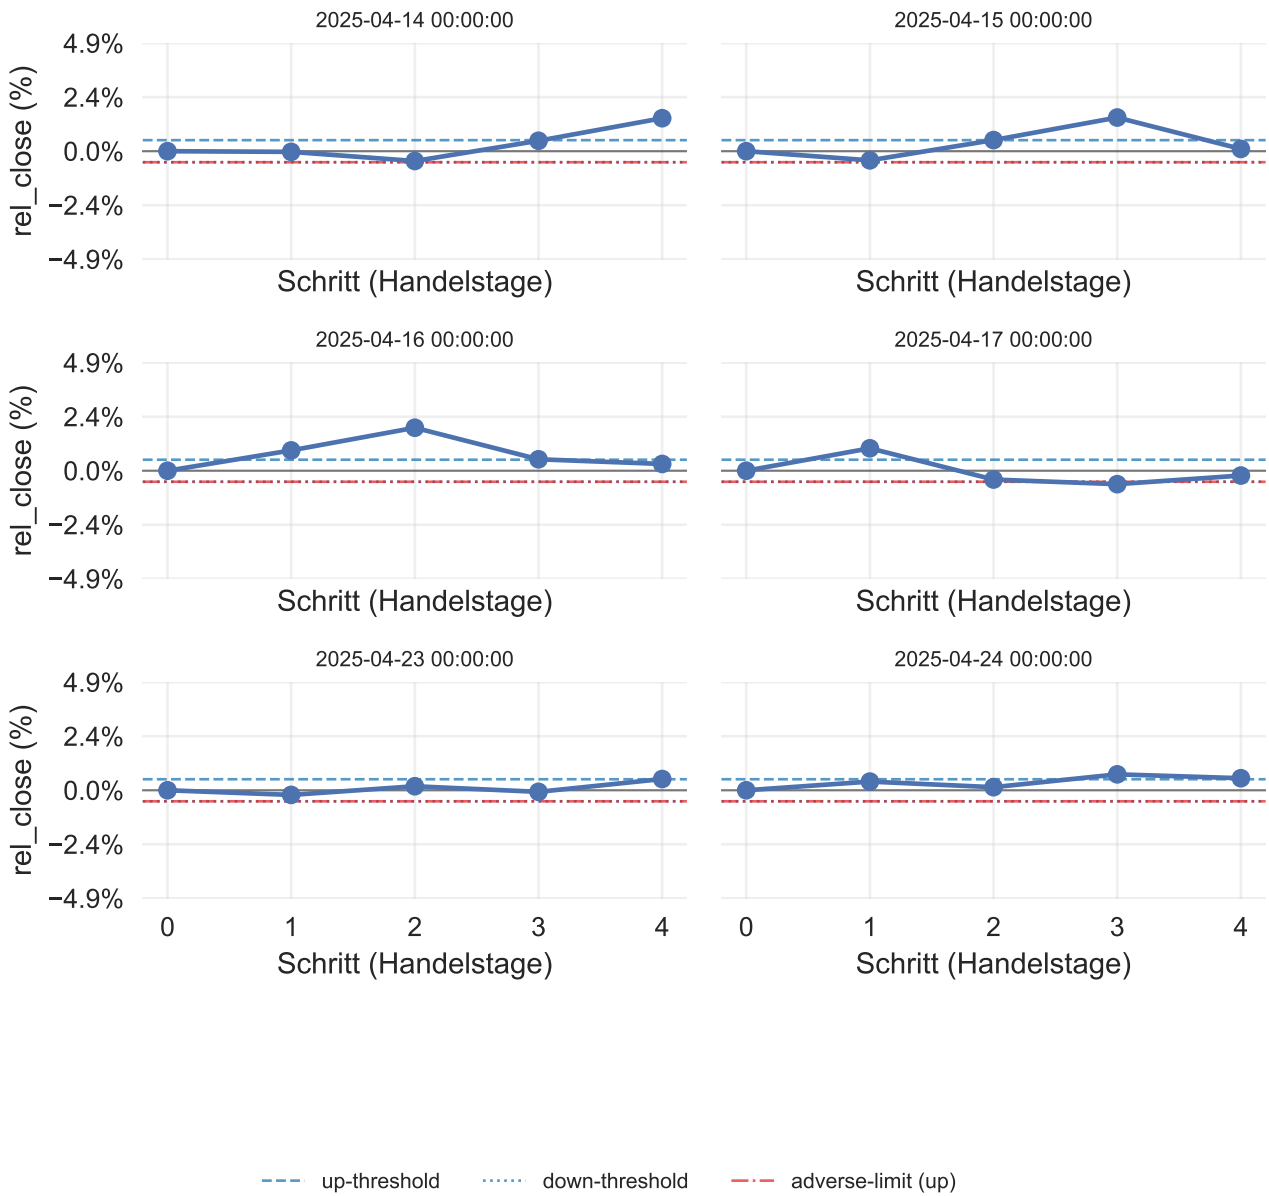 2025-04-14 00:00:00
2025-04-15 00:00:00
4.9%
2.4%
0.0%
−2.4%
−4.9%
rel_close (%)
Schritt (Handelstage)
Schritt (Handelstage)
2025-04-16 00:00:00
2025-04-17 00:00:00
4.9%
2.4%
0.0%
−2.4%
−4.9%
rel_close (%)
Schritt (Handelstage)
Schritt (Handelstage)
2025-04-23 00:00:00
2025-04-24 00:00:00
4.9%
2.4%
0.0%
−2.4%
−4.9%
rel_close (%)
0 1 2 3 4
0 1 2 3 4
Schritt (Handelstage)
Schritt (Handelstage)
up-threshold
down-threshold
adverse-limit (up)